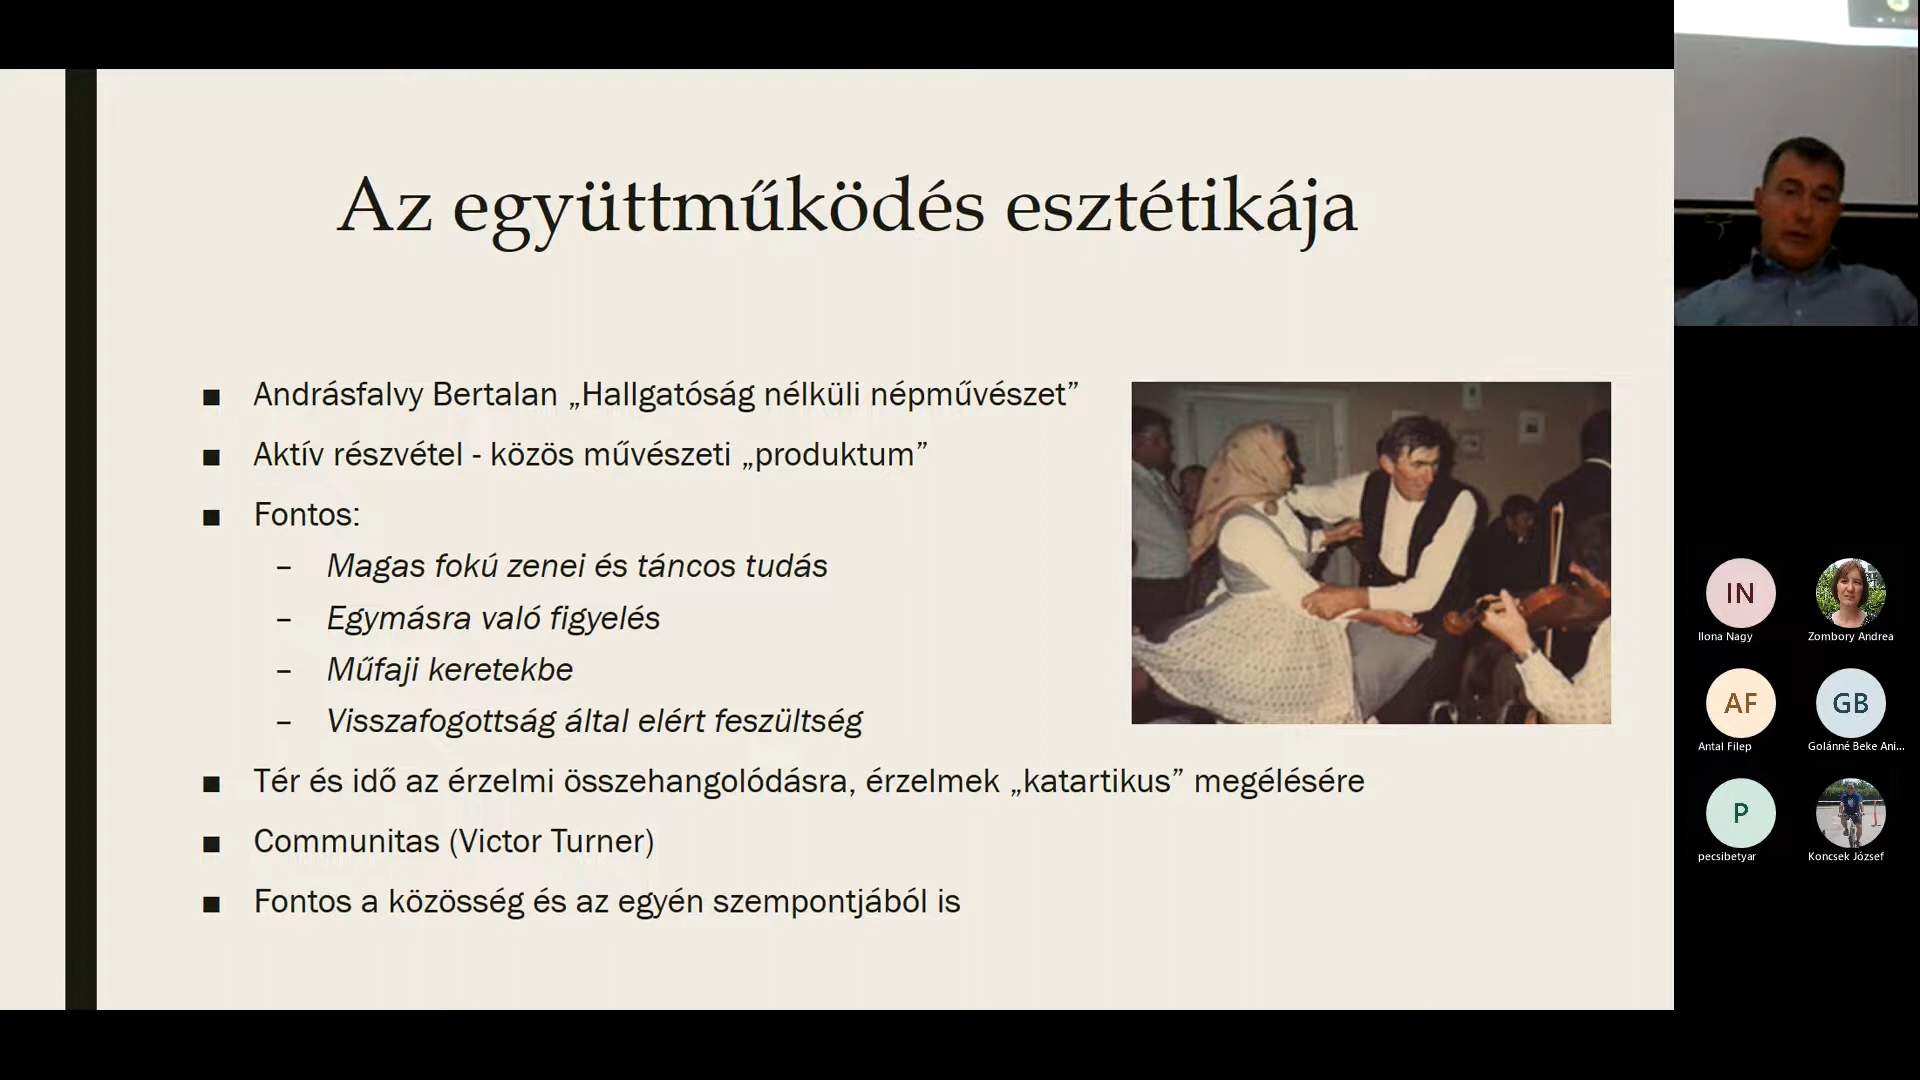 Az együttműködés esztétikája
■ Andrásfalvy Bertalan „Hallgatóság nélküli népművészet”
■ Aktív részvétel - közös művészeti „produktum”
■ Fontos:
– Magas fokú zenei és táncos tudás
– Egymásra való figyelés
– Műfaji keretekbe
– Visszafogottság által elért feszültség
■ Tér és idő az érzelmi összehangolódásra, érzelmek „katartikus” megélésére
■ Communitas (Victor Turner)
■ Fontos a közösség és az egyén szempontjából is
IN
Ilona Nagy
Zombory Andrea
AF
Antal Filep
GB
Golánné Beke Ani...
P
pecsibetyar
Koncsek József